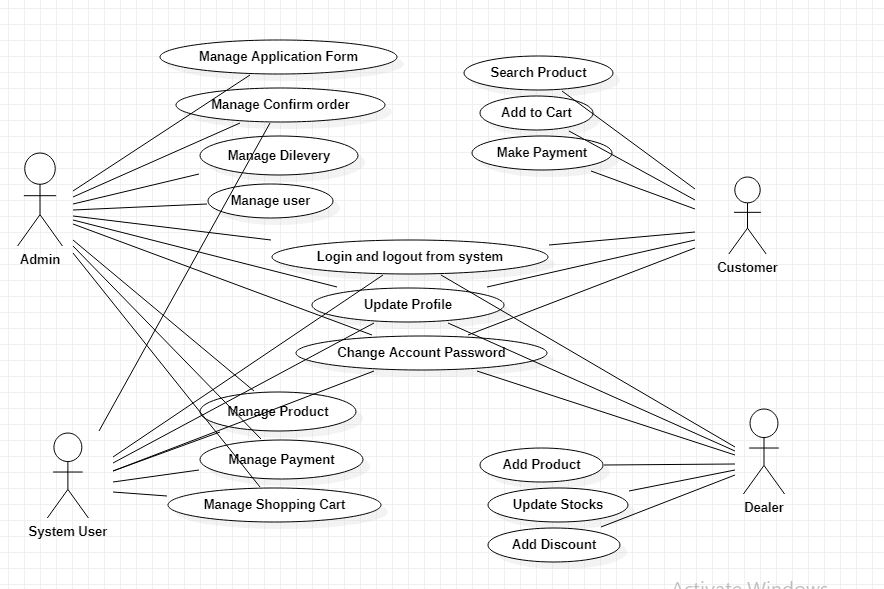 Manage Application Form
Search Product
Manage Confirm order
Add to Cart
Manage Dilevery
Make Payment
Manage user
Admin
Login and logout from system
Customer
Update Profile
Change Account Password
Manage Product
Manage Payment
Add Product
Manage Shopping Cart
Update Stocks
Dealer
System User
Add Discount
Activate Windows